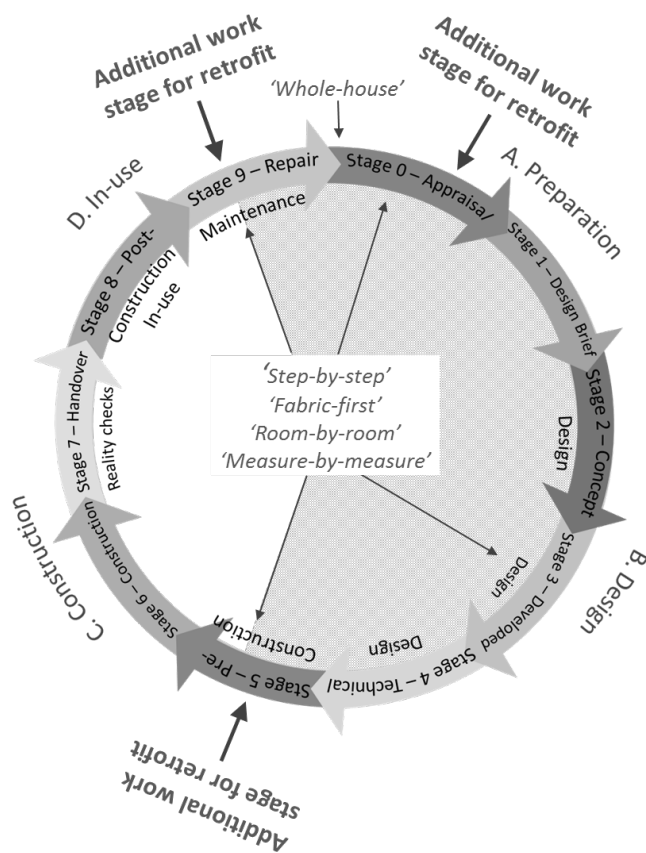 Additional work
stage for retrofit
Additional work
stage for retrofit
‘Whole-house’
A. Preparation
Stage 0 – Appraisal
Stage 1 – Design Brief
Stage 2 – Concept
Design
B. Design
Stage 3 – Developed
Design
Stage 4 – Technical
Design
Stage 5 – Pre-
Construction
Additional work
stage for retrofit
C. Construction
Stage 6 – Construction
Stage 7 – Handover
Reality checks
D. In-use
Stage 8 – Post-
Construction
In-use
Stage 9 – Repair
Maintenance
‘Step-by-step’
‘Fabric-first’
‘Room-by-room’
‘Measure-by-measure’